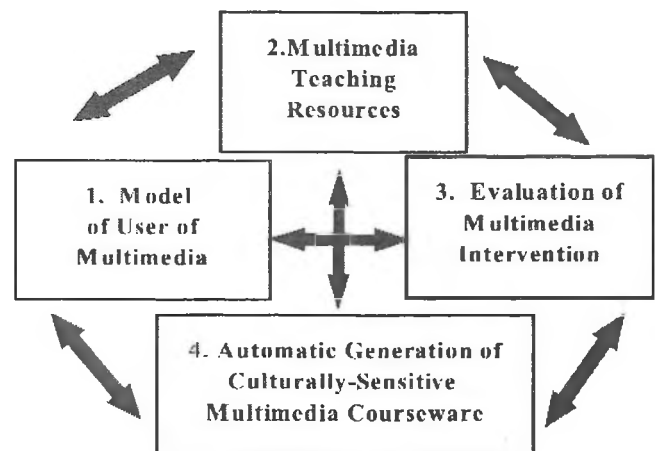 2.Multimedia
Teaching
Resources
1. Model
of User of
Multimedia
3. Evaluation of
Multimedia
Intervention
4. Automatic Generation of
Culturally-Sensitive
Multimedia Courseware